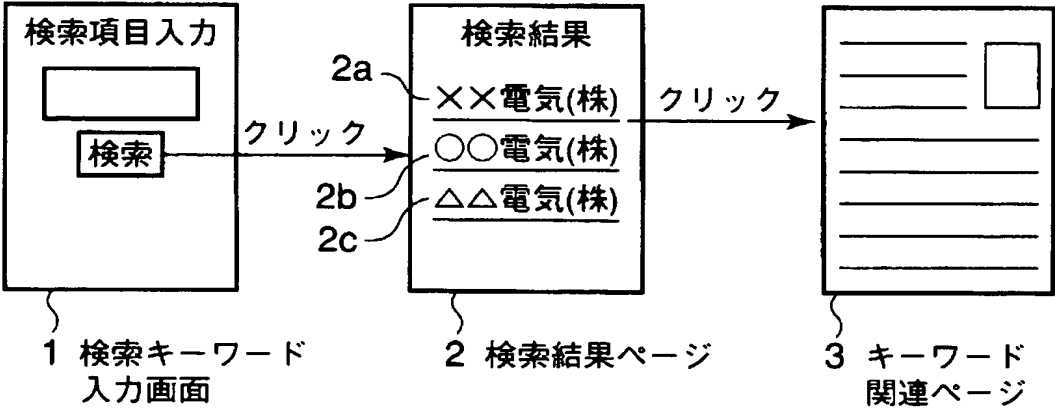 検索項目入力
検索
クリック
検索結果
2a
××電気(株)
○○電気(株)
2b
△△電気(株)
2c
クリック
1 検索キーワード
入力画面
2 検索結果ページ
3 キーワード
関連ページ